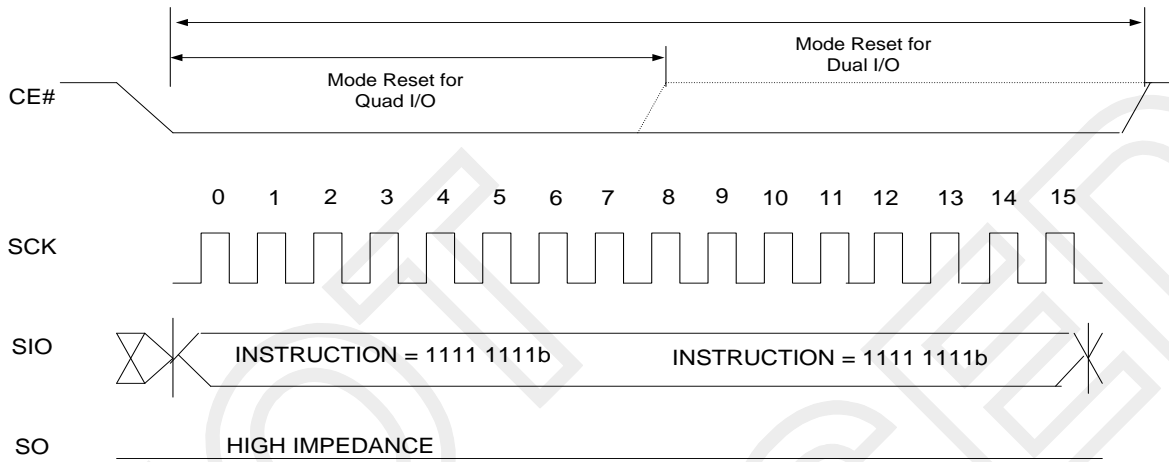 Mode Reset for
Dual I/O
Mode Reset for
Quad I/O
CE#
0 1 2 3 4 5 6 7 8 9 10 11 12 13 14 15
SCK
SIO
INSTRUCTION = 1111 1111b INSTRUCTION = 1111 1111b
SO
HIGH IMPEDANCE